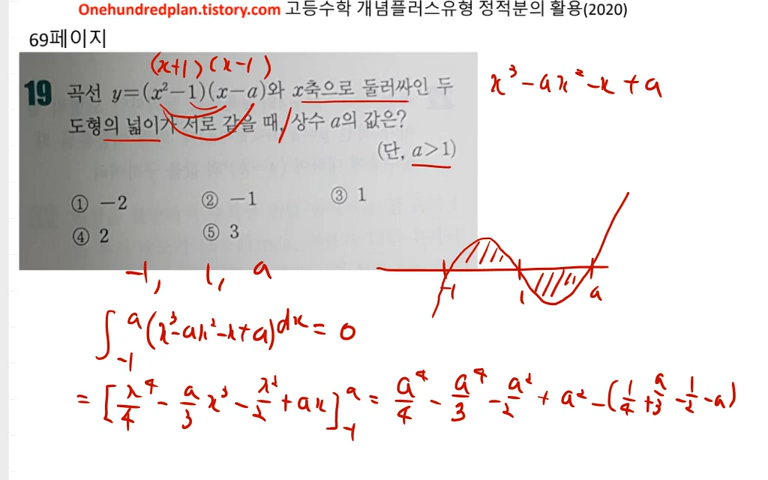 Onehundredplan.tistory.com 고등수학 개념플러스유형 정적분의 활용(2020)
69페이지
(x+1)(x-1)
19 곡선 y=(x²-1)(x-a)와 x축으로 둘러싸인 두
x³-ax²-x+a
도형의 넓이가 서로 같을 때, 상수 a의 값은?
(단, a>1)
① -2 ② -1 ③ 1
④ 2 ⑤ 3
-1, 1, a
-1 1 a
∫₋₁ᵃ(x³-ax²-x+a)dx=0
=[x⁴/4 - a/3 x³ - x²/2 + ax]₋₁ᵃ = a⁴/4 - a⁴/3 - a²/2 + a² - (1/4 + a/3 - 1/2 - a)